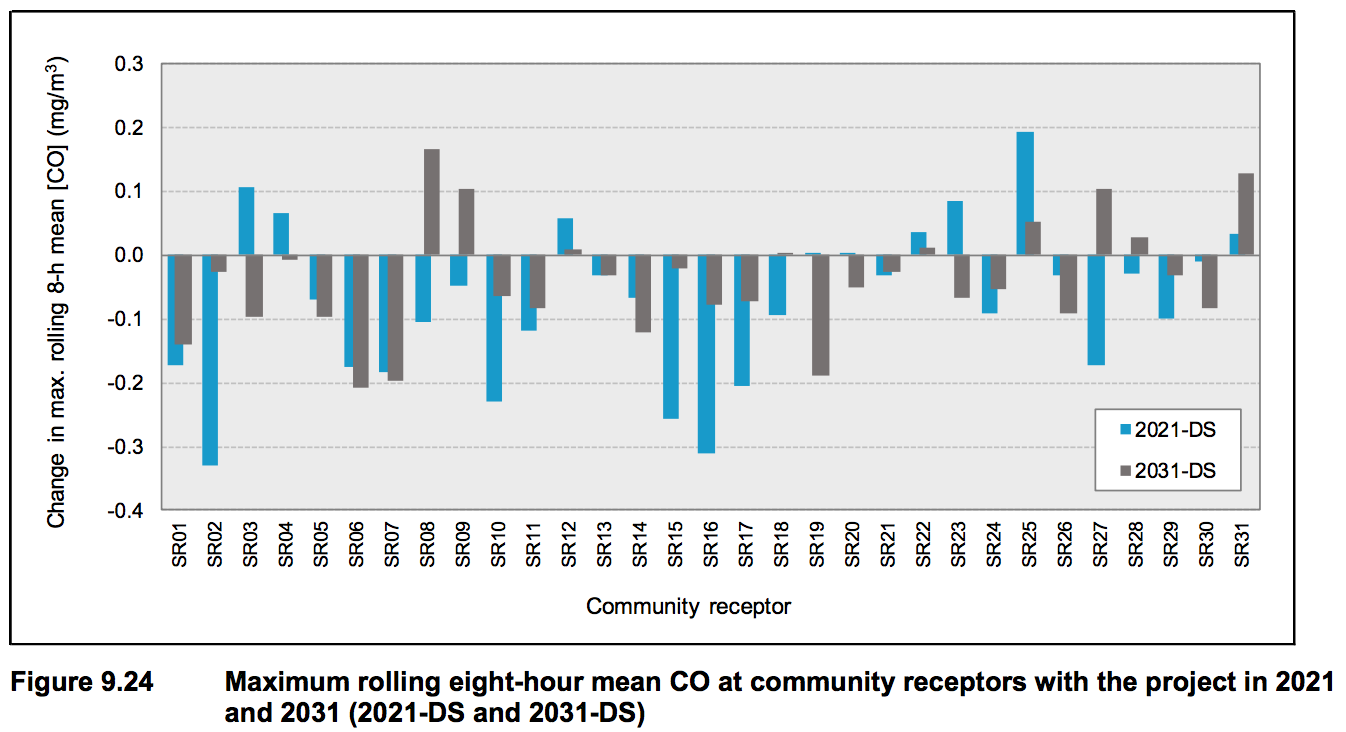 Change in max. rolling 8-h mean [CO] (mg/m³)
0.3
0.2
0.1
0.0
-0.1
-0.2
-0.3
-0.4
2021-DS
2031-DS
SR01 SR02 SR03 SR04 SR05 SR06 SR07 SR08 SR09 SR10 SR11 SR12 SR13 SR14 SR15 SR16 SR17 SR18 SR19 SR20 SR21 SR22 SR23 SR24 SR25 SR26 SR27 SR28 SR29 SR30 SR31
Community receptor
Figure 9.24 Maximum rolling eight-hour mean CO at community receptors with the project in 2021
and 2031 (2021-DS and 2031-DS)